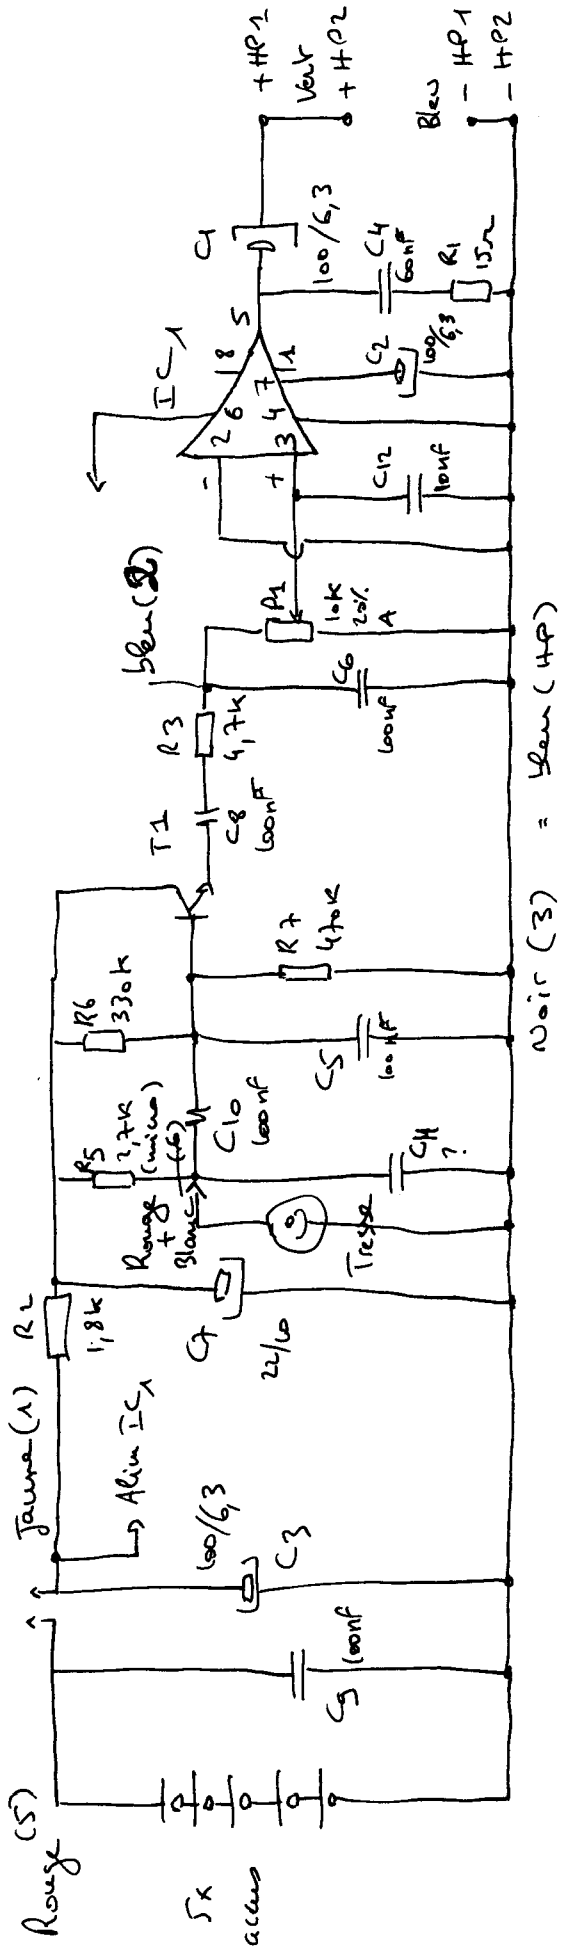 Rouge (5)
5x
accus
C9
100nF
100/6,3
C3
Jaune (1)
Alim IC1
R2
1,8k
C7
22/10
Rouge
+
Blanc
(6)
R5
2,7K
(micro)
Tresse
C11
?
C10
100nF
R6
330k
C5
100nF
R7
470k
T1
C8
100nF
R3
4,7K
bleu (2)
C6
100nF
P1
10K
20%
A
C12
10nF
IC1
-
+
2
3
6
4
7
8
1
5
C2
100/6,3
C1
100/6,3
C4
60nF
R1
15Ω
+ HP1
Vert
+ HP2
Bleu
- HP1
- HP2
Noir (3) = bleu (HP)